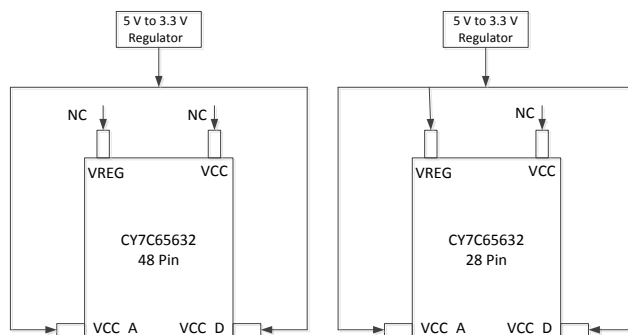 5 V to 3.3 V
Regulator
NC
NC
VREG
VCC
CY7C65632
48 Pin
VCC_A
VCC_D
5 V to 3.3 V
Regulator
NC
VREG
VCC
CY7C65632
28 Pin
VCC_A
VCC_D